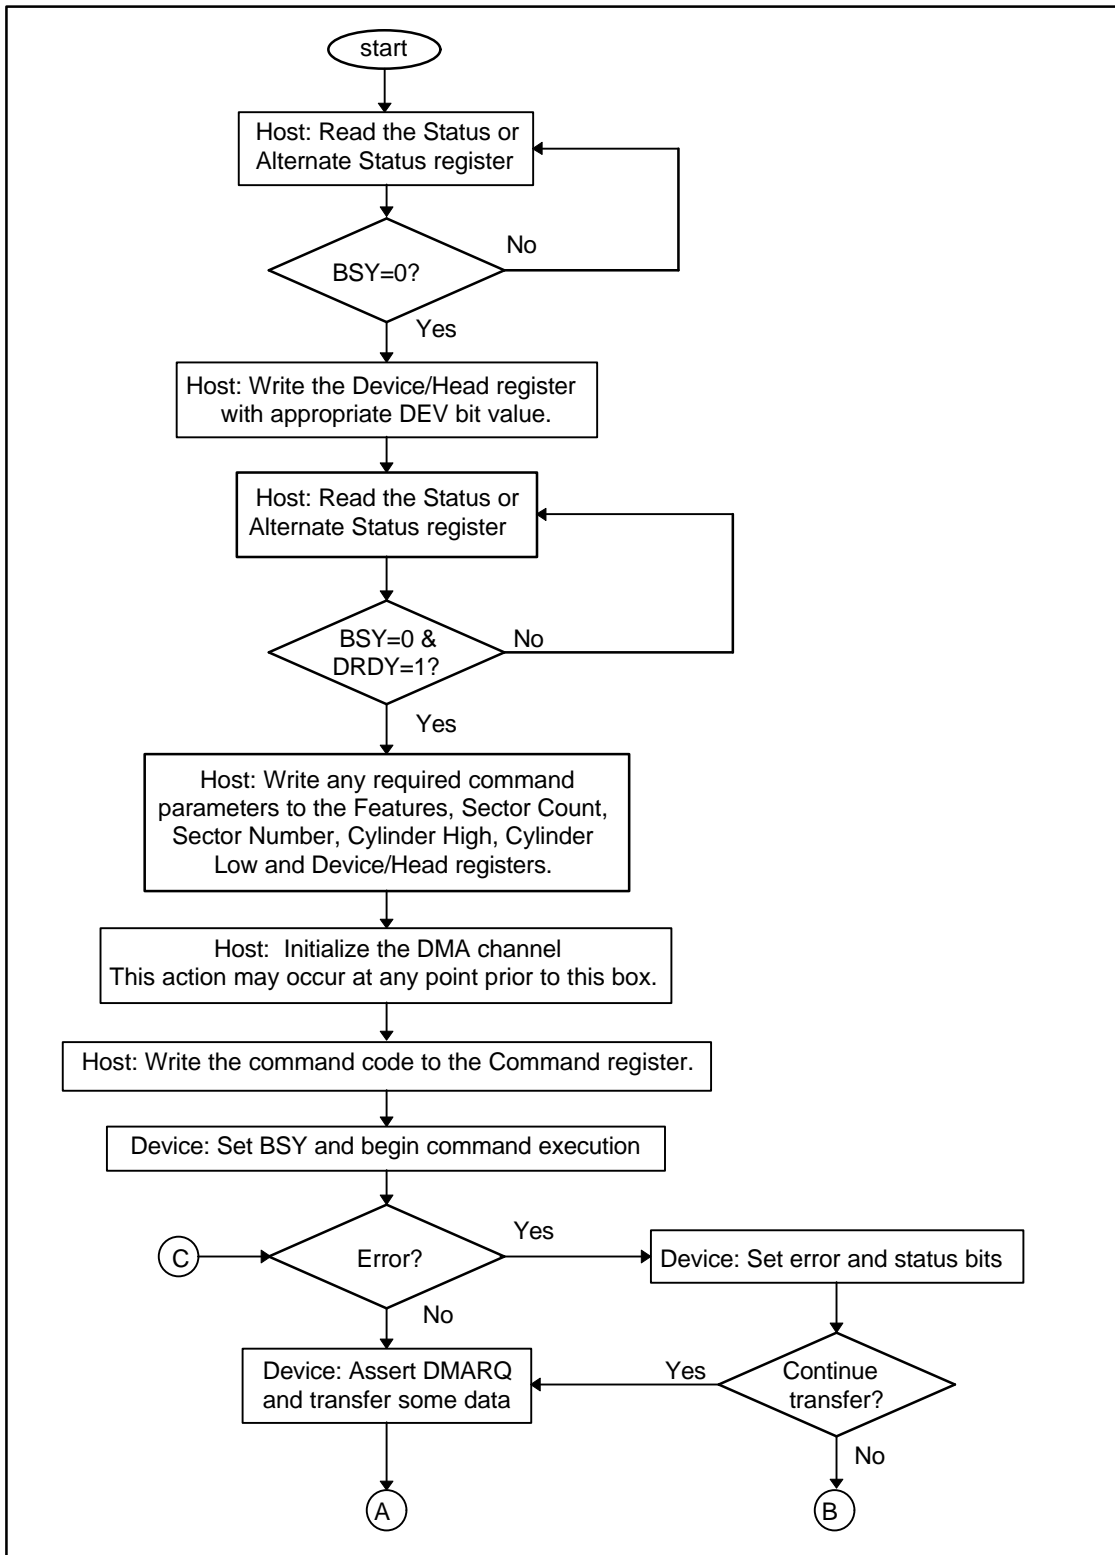 start
Host: Read the Status or
Alternate Status register
No
BSY=0?
Yes
Host: Write the Device/Head register
with appropriate DEV bit value.
Host: Read the Status or
Alternate Status register
BSY=0 &
DRDY=1?
No
Yes
Host: Write any required command
parameters to the Features, Sector Count,
Sector Number, Cylinder High, Cylinder
Low and Device/Head registers.
Host: Initialize the DMA channel
This action may occur at any point prior to this box.
Host: Write the command code to the Command register.
Device: Set BSY and begin command execution
C
Error?
Yes
Device: Set error and status bits
No
Device: Assert DMARQ
and transfer some data
Yes
Continue
transfer?
No
A
B